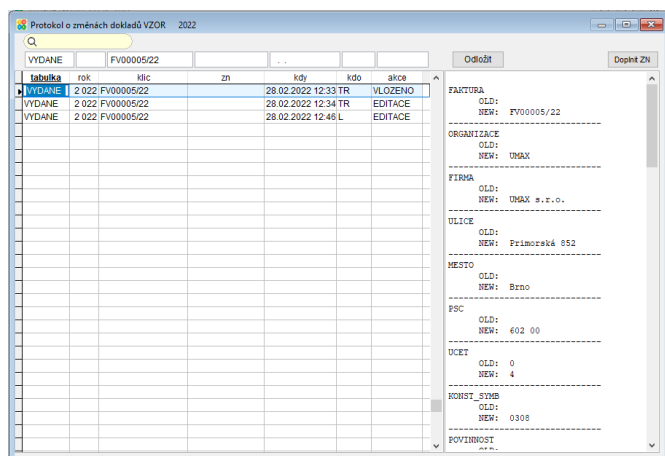 Protokol o změnách dokladů VZOR 2022
VYDANE FV00005/22 . . Odložit Doplnit ZN
tabulka rok klic zn kdy kdo akce
VYDANE 2 022 FV00005/22 28.02.2022 12:33 TR VLOZENO
VYDANE 2 022 FV00005/22 28.02.2022 12:34 TR EDITACE
VYDANE 2 022 FV00005/22 28.02.2022 12:46 L EDITACE
FAKTURA
OLD:
NEW: FV00005/22
--------------------------------
ORGANIZACE
OLD:
NEW: UMAX
--------------------------------
FIRMA
OLD:
NEW: UMAX s.r.o.
--------------------------------
ULICE
OLD:
NEW: Primorská 852
--------------------------------
MESTO
OLD:
NEW: Brno
--------------------------------
PSC
OLD:
NEW: 602 00
--------------------------------
UCET
OLD: 0
NEW: 4
--------------------------------
KONST_SYMB
OLD:
NEW: 0308
--------------------------------
POVINNOST